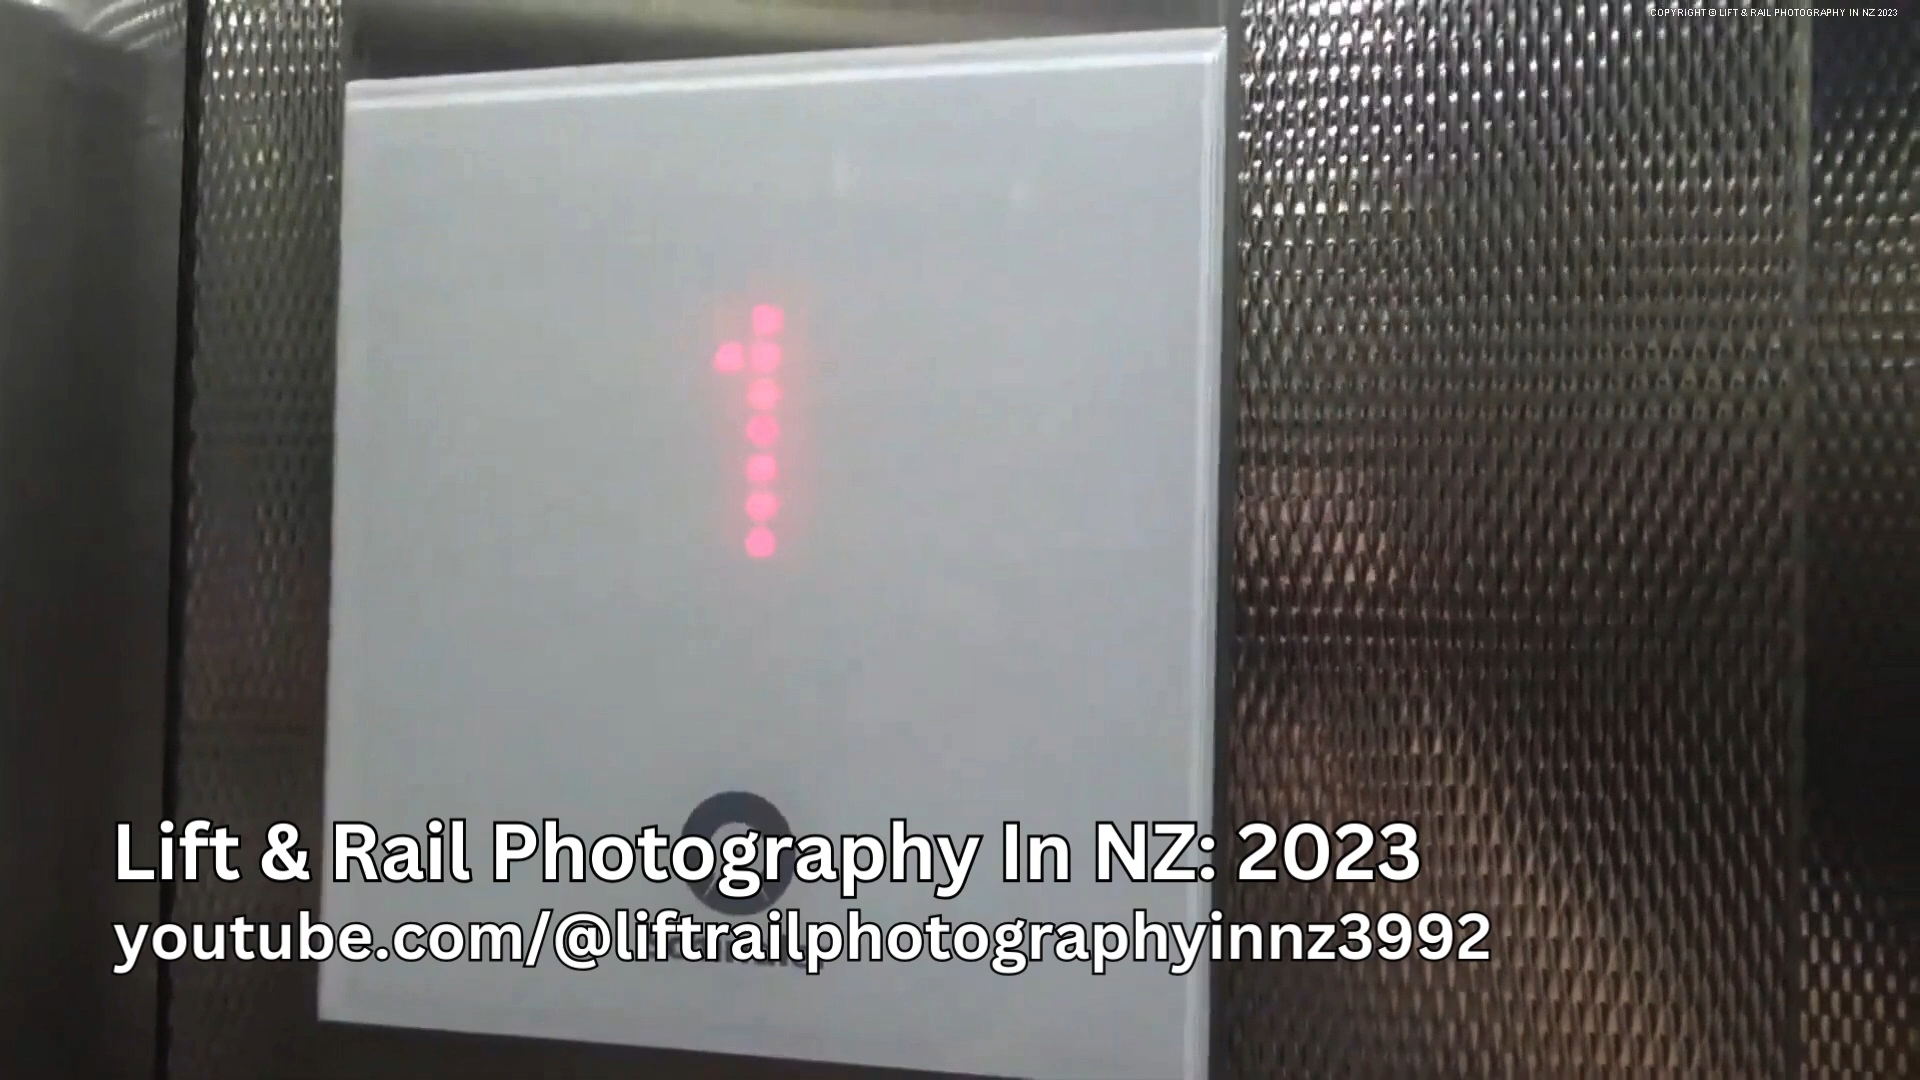 COPYRIGHT © LIFT & RAIL PHOTOGRAPHY IN NZ 2023
1
Lift & Rail Photography In NZ: 2023
youtube.com/@liftrailphotographyinnz3992